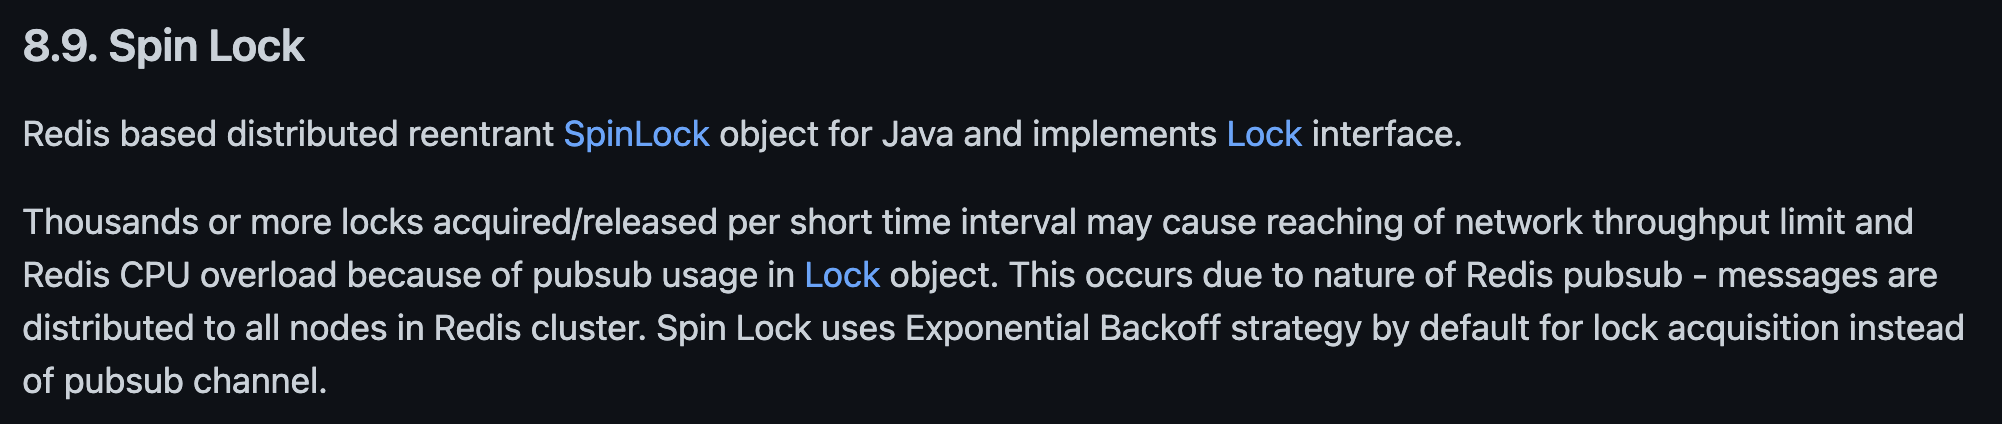 8.9. Spin Lock
Redis based distributed reentrant SpinLock object for Java and implements Lock interface.
Thousands or more locks acquired/released per short time interval may cause reaching of network throughput limit and
Redis CPU overload because of pubsub usage in Lock object. This occurs due to nature of Redis pubsub - messages are
distributed to all nodes in Redis cluster. Spin Lock uses Exponential Backoff strategy by default for lock acquisition instead
of pubsub channel.